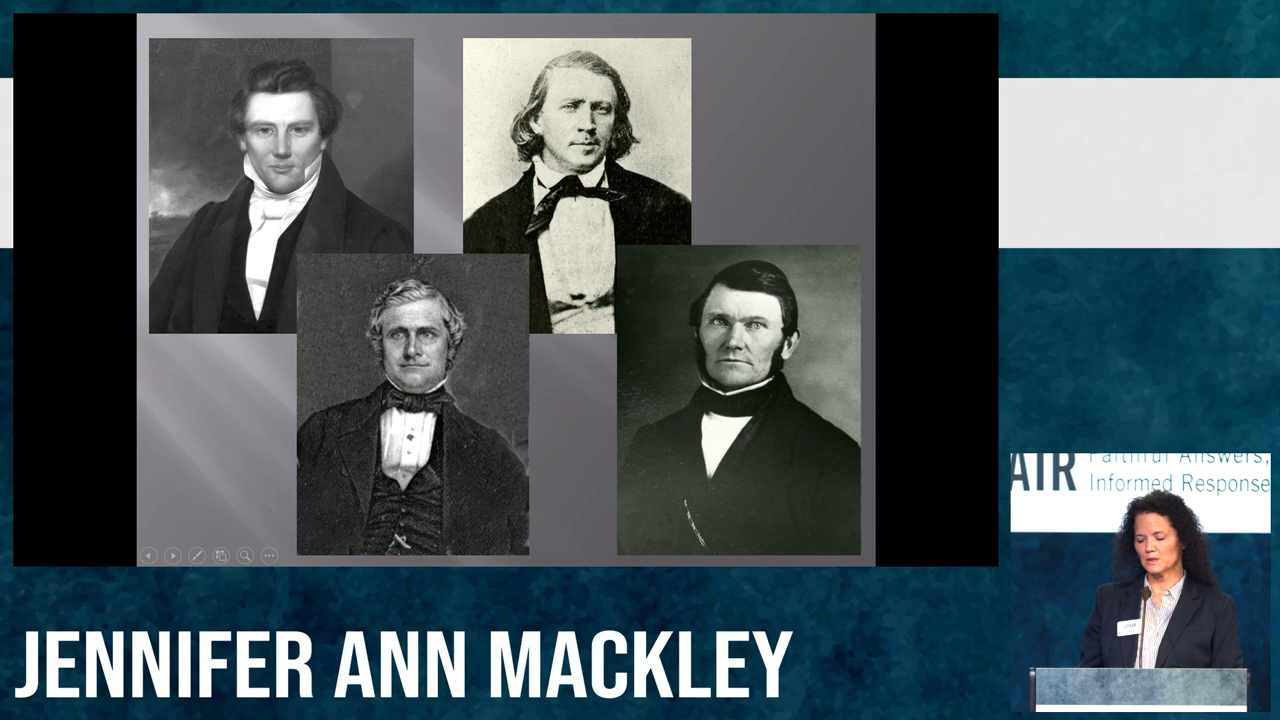 AIR Faithful Answers,
Informed Response
JENNIFER ANN MACKLEY